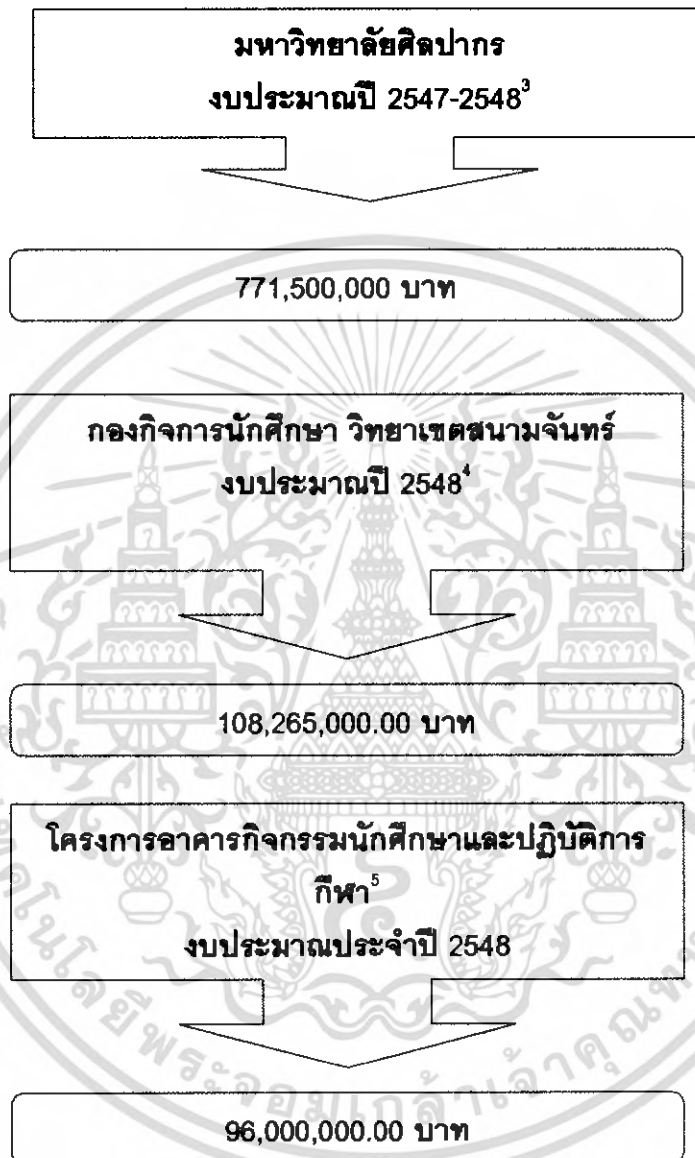 มหาวิทยาลัยศิลปากร
งบประมาณปี 2547-2548³
771,500,000 บาท
กองกิจการนักศึกษา วิทยาเขตสนามจันทร์
งบประมาณปี 2548⁴
108,265,000.00 บาท
โครงการอาคารกิจกรรมนักศึกษาและปฏิบัติการ
กีฬา⁵
งบประมาณประจำปี 2548
96,000,000.00 บาท